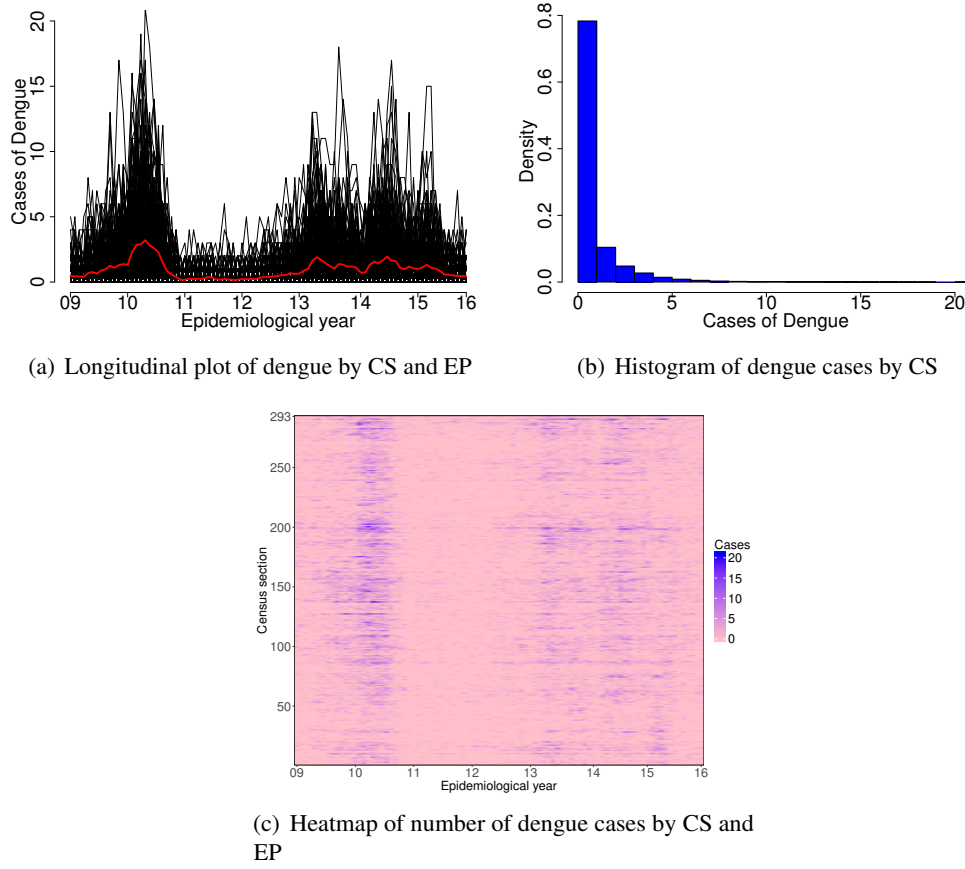 Cases of Dengue
20
15
10
5
0
09 10 11 12 13 14 15 16
Epidemiological year
(a) Longitudinal plot of dengue by CS and EP
Density
0.8
0.6
0.4
0.2
0.0
0 5 10 15 20
Cases of Dengue
(b) Histogram of dengue cases by CS
Census section
293
250
200
150
100
50
09 10 11 12 13 14 15 16
Epidemiological year
Cases
20
15
10
5
0
(c) Heatmap of number of dengue cases by CS and
EP